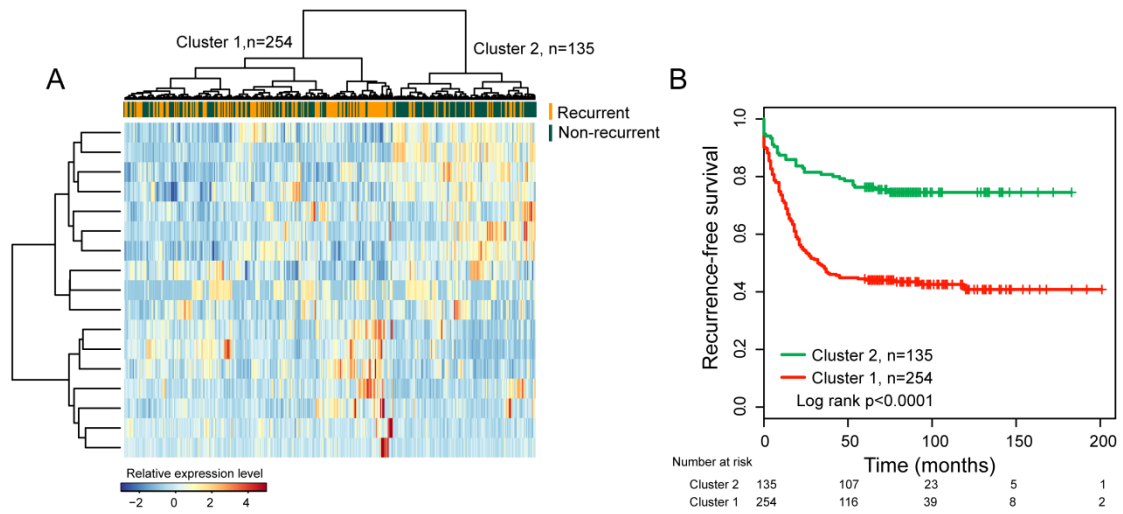 A
Cluster 1,n=254
Cluster 2, n=135
Recurrent
Non-recurrent
Relative expression level
−2 0 2 4
B
Recurrence-free survival
1.0
0.8
0.6
0.4
0.2
0.0
Cluster 2, n=135
Cluster 1, n=254
Log rank p<0.0001
0 50 100 150 200
Time (months)
Number at risk
Cluster 2 135 107 23 5 1
Cluster 1 254 116 39 8 2